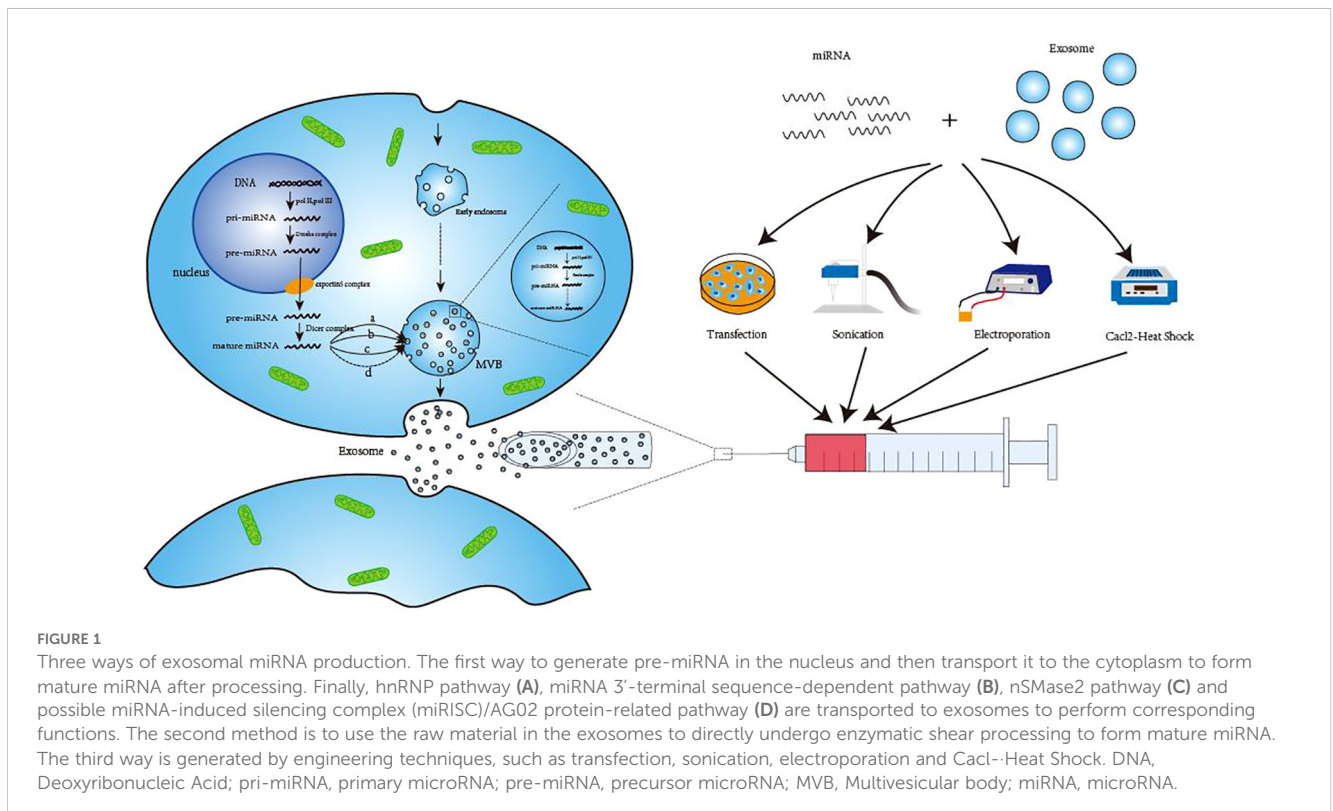 miRNA
Exosome
+
DNA
pol II,pol III
pri-miRNA
Drosha complex
pre-miRNA
nucleus
exportin5 complex
pre-miRNA
Dicer complex
mature miRNA
a
b
c
d
Early endosome
DNA
pri-miRNA
pre-miRNA
mature miRNA
MVB
Exosome
Transfection
Sonication
Electroporation
Cacl2-Heat Shock
FIGURE 1
Three ways of exosomal miRNA production. The first way to generate pre-miRNA in the nucleus and then transport it to the cytoplasm to form
mature miRNA after processing. Finally, hnRNP pathway (A), miRNA 3’-terminal sequence-dependent pathway (B), nSMase2 pathway (C) and
possible miRNA-induced silencing complex (miRISC)/AG02 protein-related pathway (D) are transported to exosomes to perform corresponding
functions. The second method is to use the raw material in the exosomes to directly undergo enzymatic shear processing to form mature miRNA.
The third way is generated by engineering techniques, such as transfection, sonication, electroporation and Cacl-·Heat Shock. DNA,
Deoxyribonucleic Acid; pri-miRNA, primary microRNA; pre-miRNA, precursor microRNA; MVB, Multivesicular body; miRNA, microRNA.